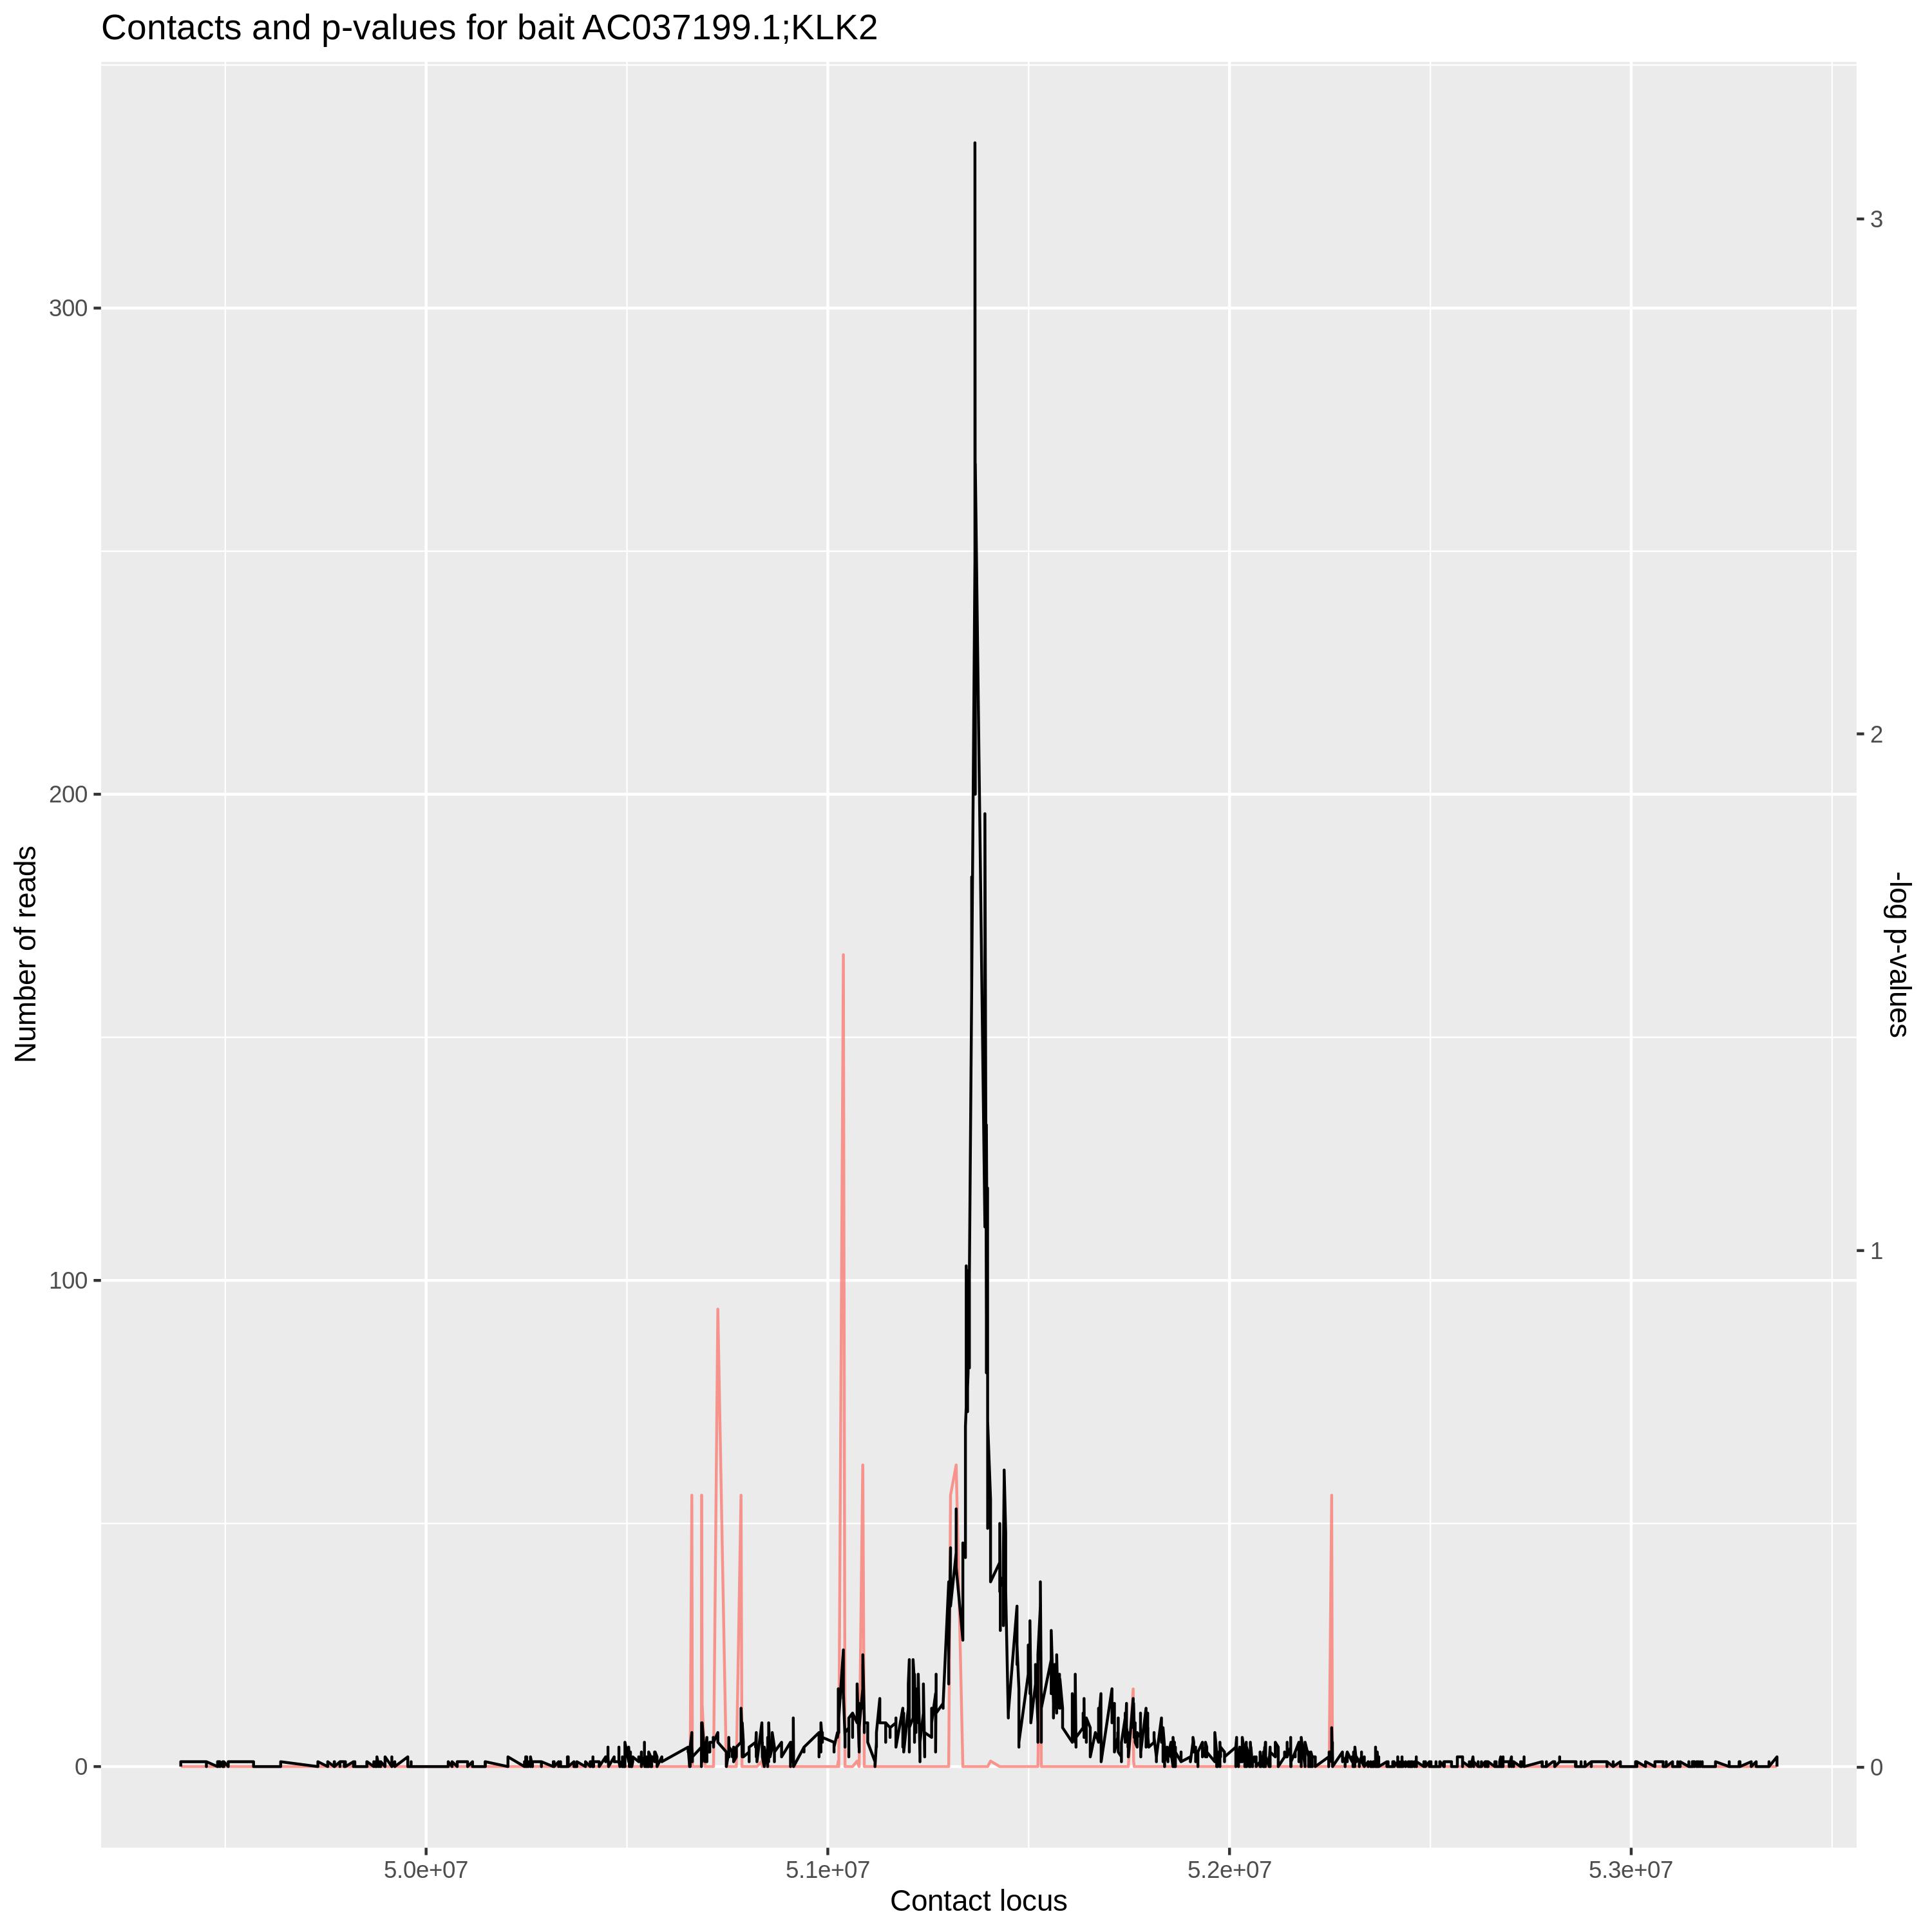 Contacts and p-values for bait AC037199.1;KLK2
300
200
100
0
Number of reads
3
2
1
0
-log p-values
5.0e+07 5.1e+07 5.2e+07 5.3e+07
Contact locus